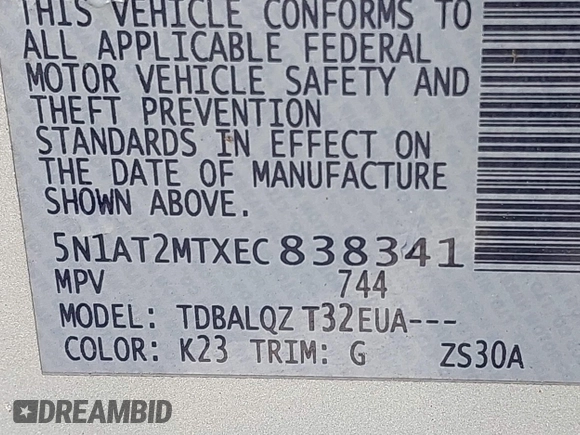 THIS VEHICLE CONFORMS TO
ALL APPLICABLE FEDERAL
MOTOR VEHICLE SAFETY AND
THEFT PREVENTION
STANDARDS IN EFFECT ON
THE DATE OF MANUFACTURE
SHOWN ABOVE.
5N1AT2MTXEC838341
MPV 744
MODEL: TDBALQZ T32EUA---
COLOR: K23 TRIM: G ZS30A
DREAMBID